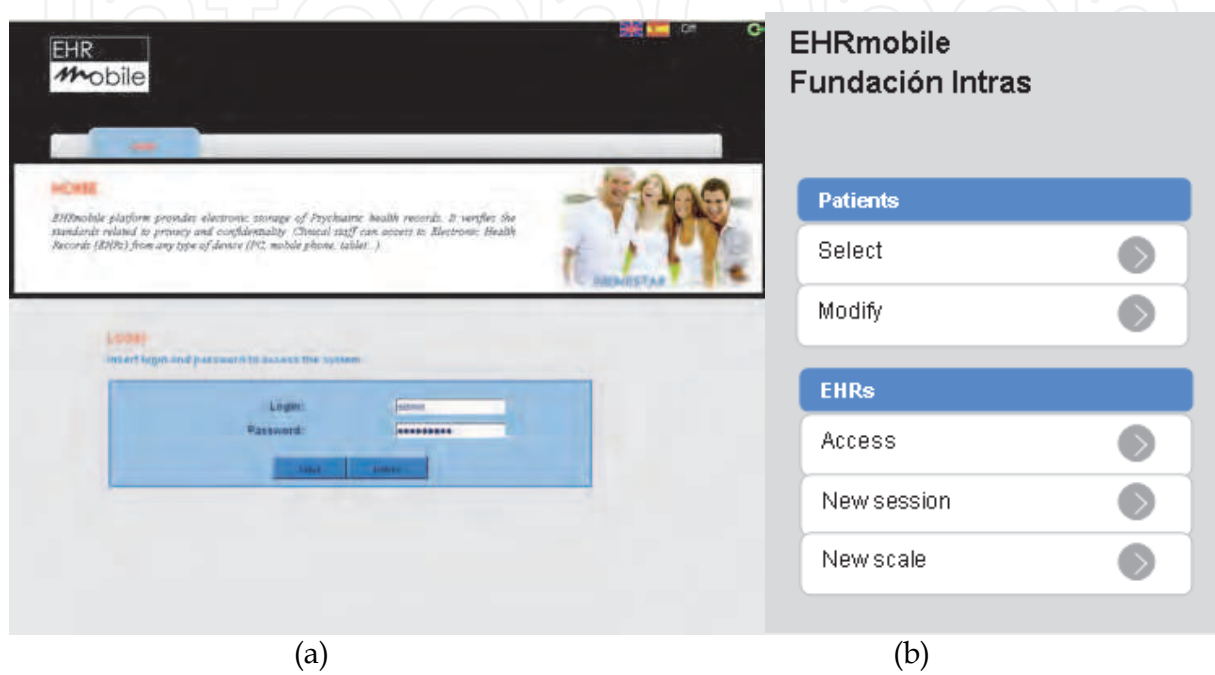 EHR
mobile
Off
HOME
EHRmobile platform provides electronic storage of Psychiatric health records. It verifies the
standards related to privacy and confidentiality. Clinical staff can access to Electronic Health
Records (EHRs) from any type of device (PC, mobile phone, tablet...)
BIENESTAR
LOGIN
Insert login and password to access the system
Login:
Password:
EHRmobile
Fundación Intras
Patients
Select
Modify
EHRs
Access
New session
New scale
(a)
(b)